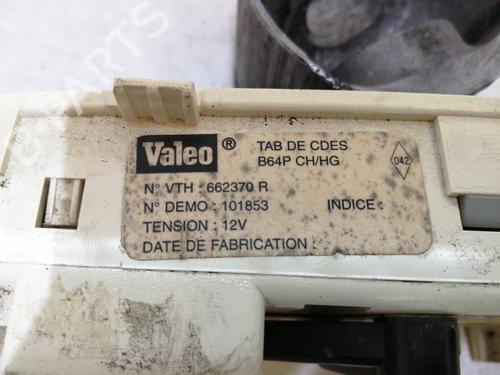 Valeo ®
TAB DE CDES
B64P CH/HG
042
N° VTH : 662370 R
N° DEMO : 101853
INDICE :
TENSION : 12V
DATE DE FABRICATION :